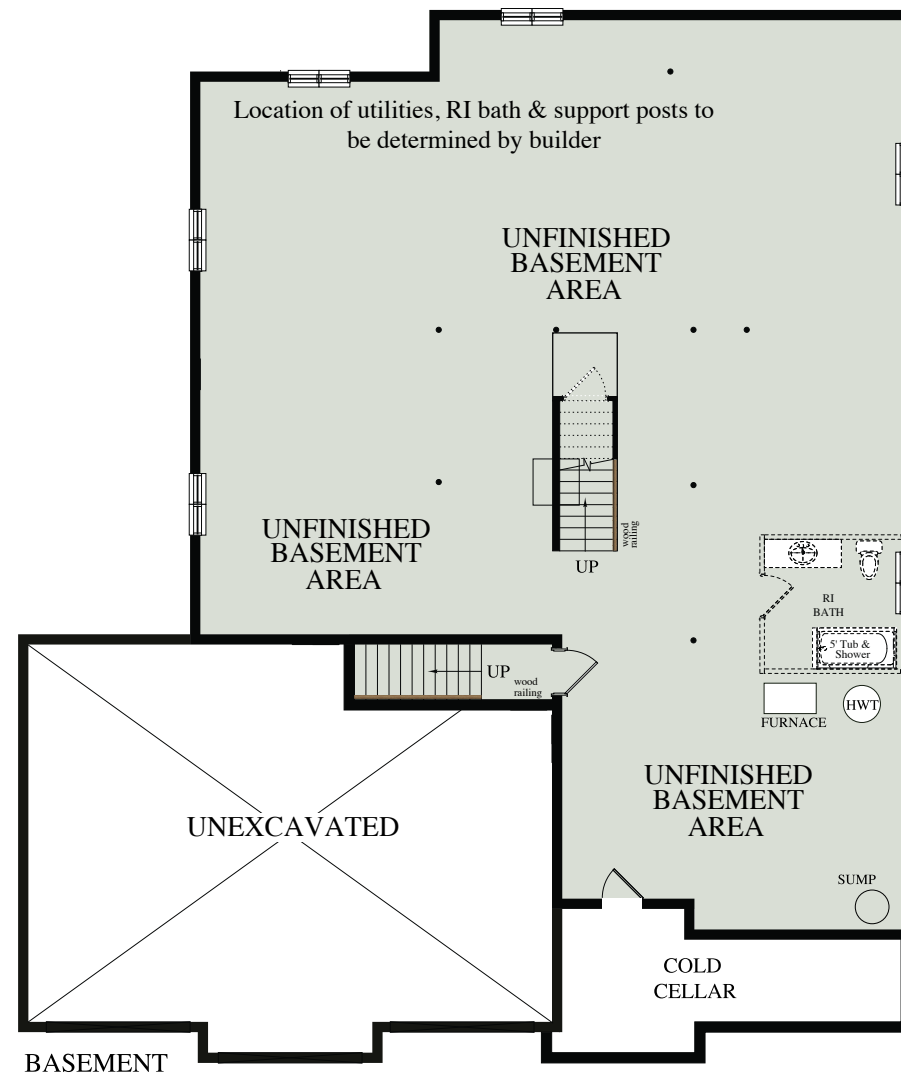 Location of utilities, RI bath & support posts to
be determined by builder
UNFINISHED
BASEMENT
AREA
wood
railing
UP
UNFINISHED
BASEMENT
AREA
RI
BATH
5' Tub &
Shower
UP
wood
railing
FURNACE
HWT
UNFINISHED
BASEMENT
AREA
UNEXCAVATED
SUMP
COLD
CELLAR
BASEMENT